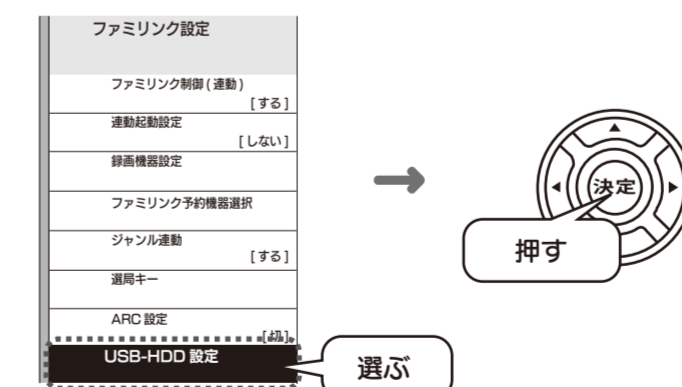 ファミリンク設定
ファミリンク制御 ( 連動 )
[ する ]
連動起動設定
[ しない ]
録画機器設定
ファミリンク予約機器選択
ジャンル連動
[ する ]
選局キー
ARC 設定
[ 切 ]
USB-HDD 設定
選ぶ
決定
押す